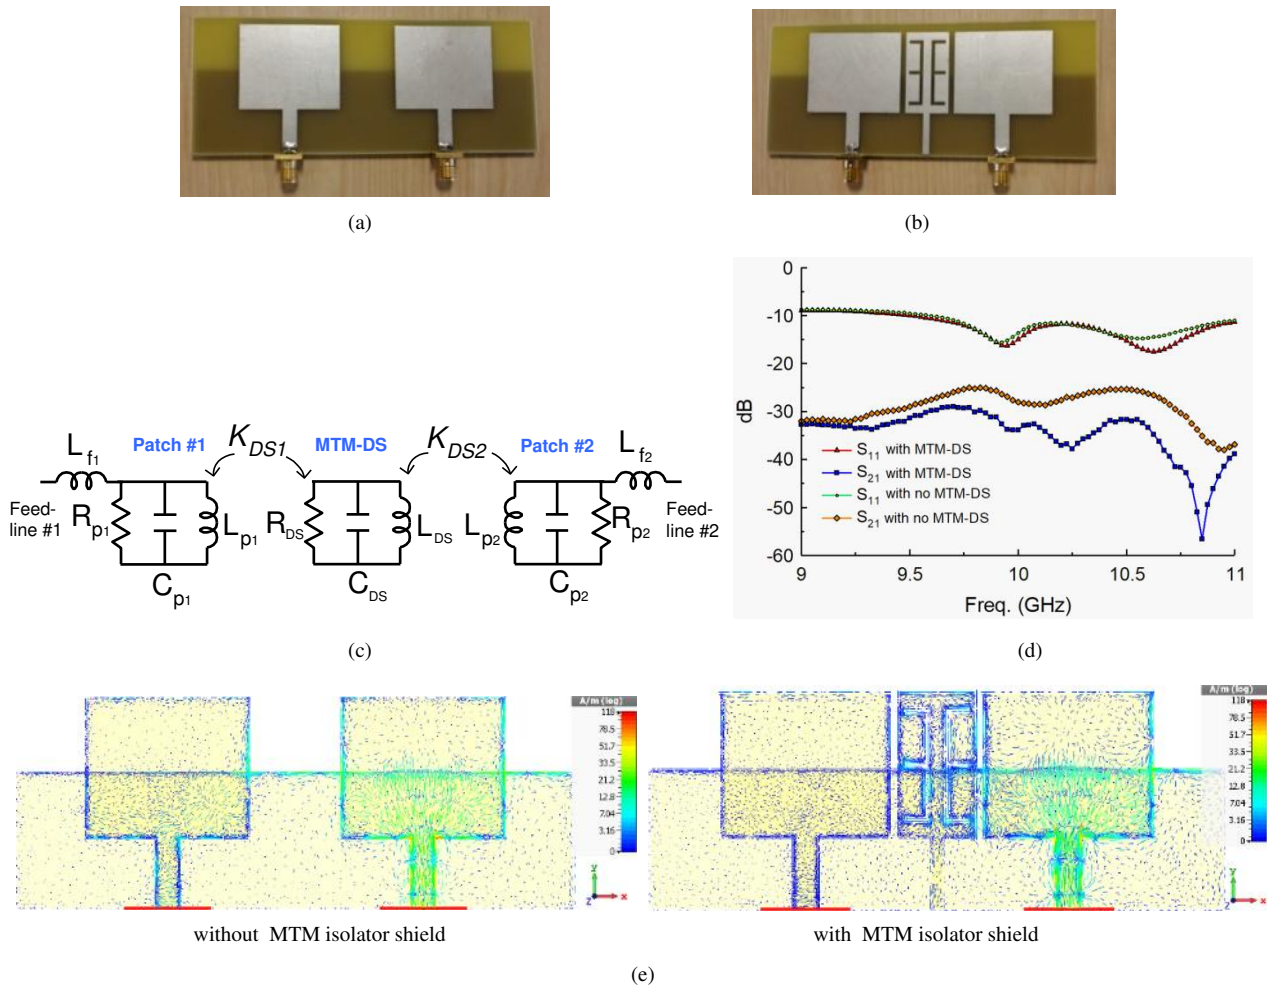 (a)
(b)
L f1
Patch #1
K DS1
MTM-DS
K DS2
Patch #2
L f2
Feed-
line #1
R p1
L p1
R DS
L DS
L p2
R p2
Feed-
line #2
C p1
C DS
C p2
(c)
0
-10
-20
-30
-40
-50
-60
dB
S11 with MTM-DS
S21 with MTM-DS
S11 with no MTM-DS
S21 with no MTM-DS
9
9.5
10
10.5
11
Freq. (GHz)
(d)
A/m (log)
118
78.5
51.7
33.5
21.2
12.8
7.04
3.16
0
y
z
x
without MTM isolator shield
A/m (log)
118
78.5
51.7
33.5
21.2
12.8
7.04
3.16
0
y
z
x
with MTM isolator shield
(e)